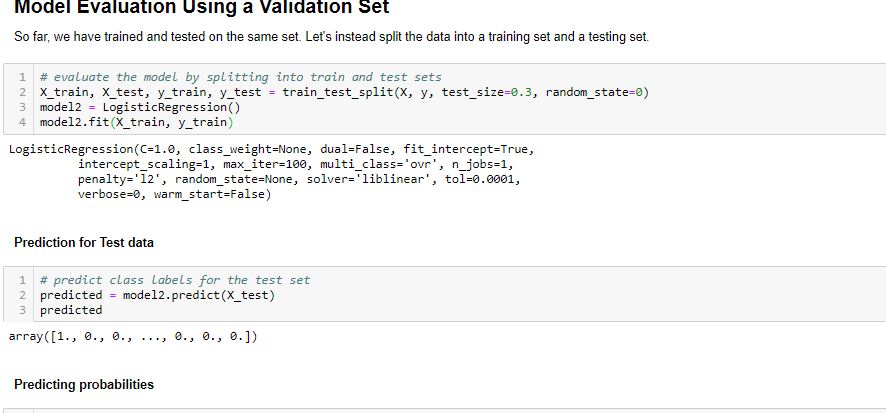 Model Evaluation Using a Validation Set
So far, we have trained and tested on the same set. Let's instead split the data into a training set and a testing set.
1 # evaluate the model by splitting into train and test sets
2 X_train, X_test, y_train, y_test = train_test_split(X, y, test_size=0.3, random_state=0)
3 model2 = LogisticRegression()
4 model2.fit(X_train, y_train)
LogisticRegression(C=1.0, class_weight=None, dual=False, fit_intercept=True,
intercept_scaling=1, max_iter=100, multi_class='ovr', n_jobs=1,
penalty='l2', random_state=None, solver='liblinear', tol=0.0001,
verbose=0, warm_start=False)
Prediction for Test data
1 # predict class labels for the test set
2 predicted = model2.predict(X_test)
3 predicted
array([1., 0., 0., ..., 0., 0., 0.])
Predicting probabilities